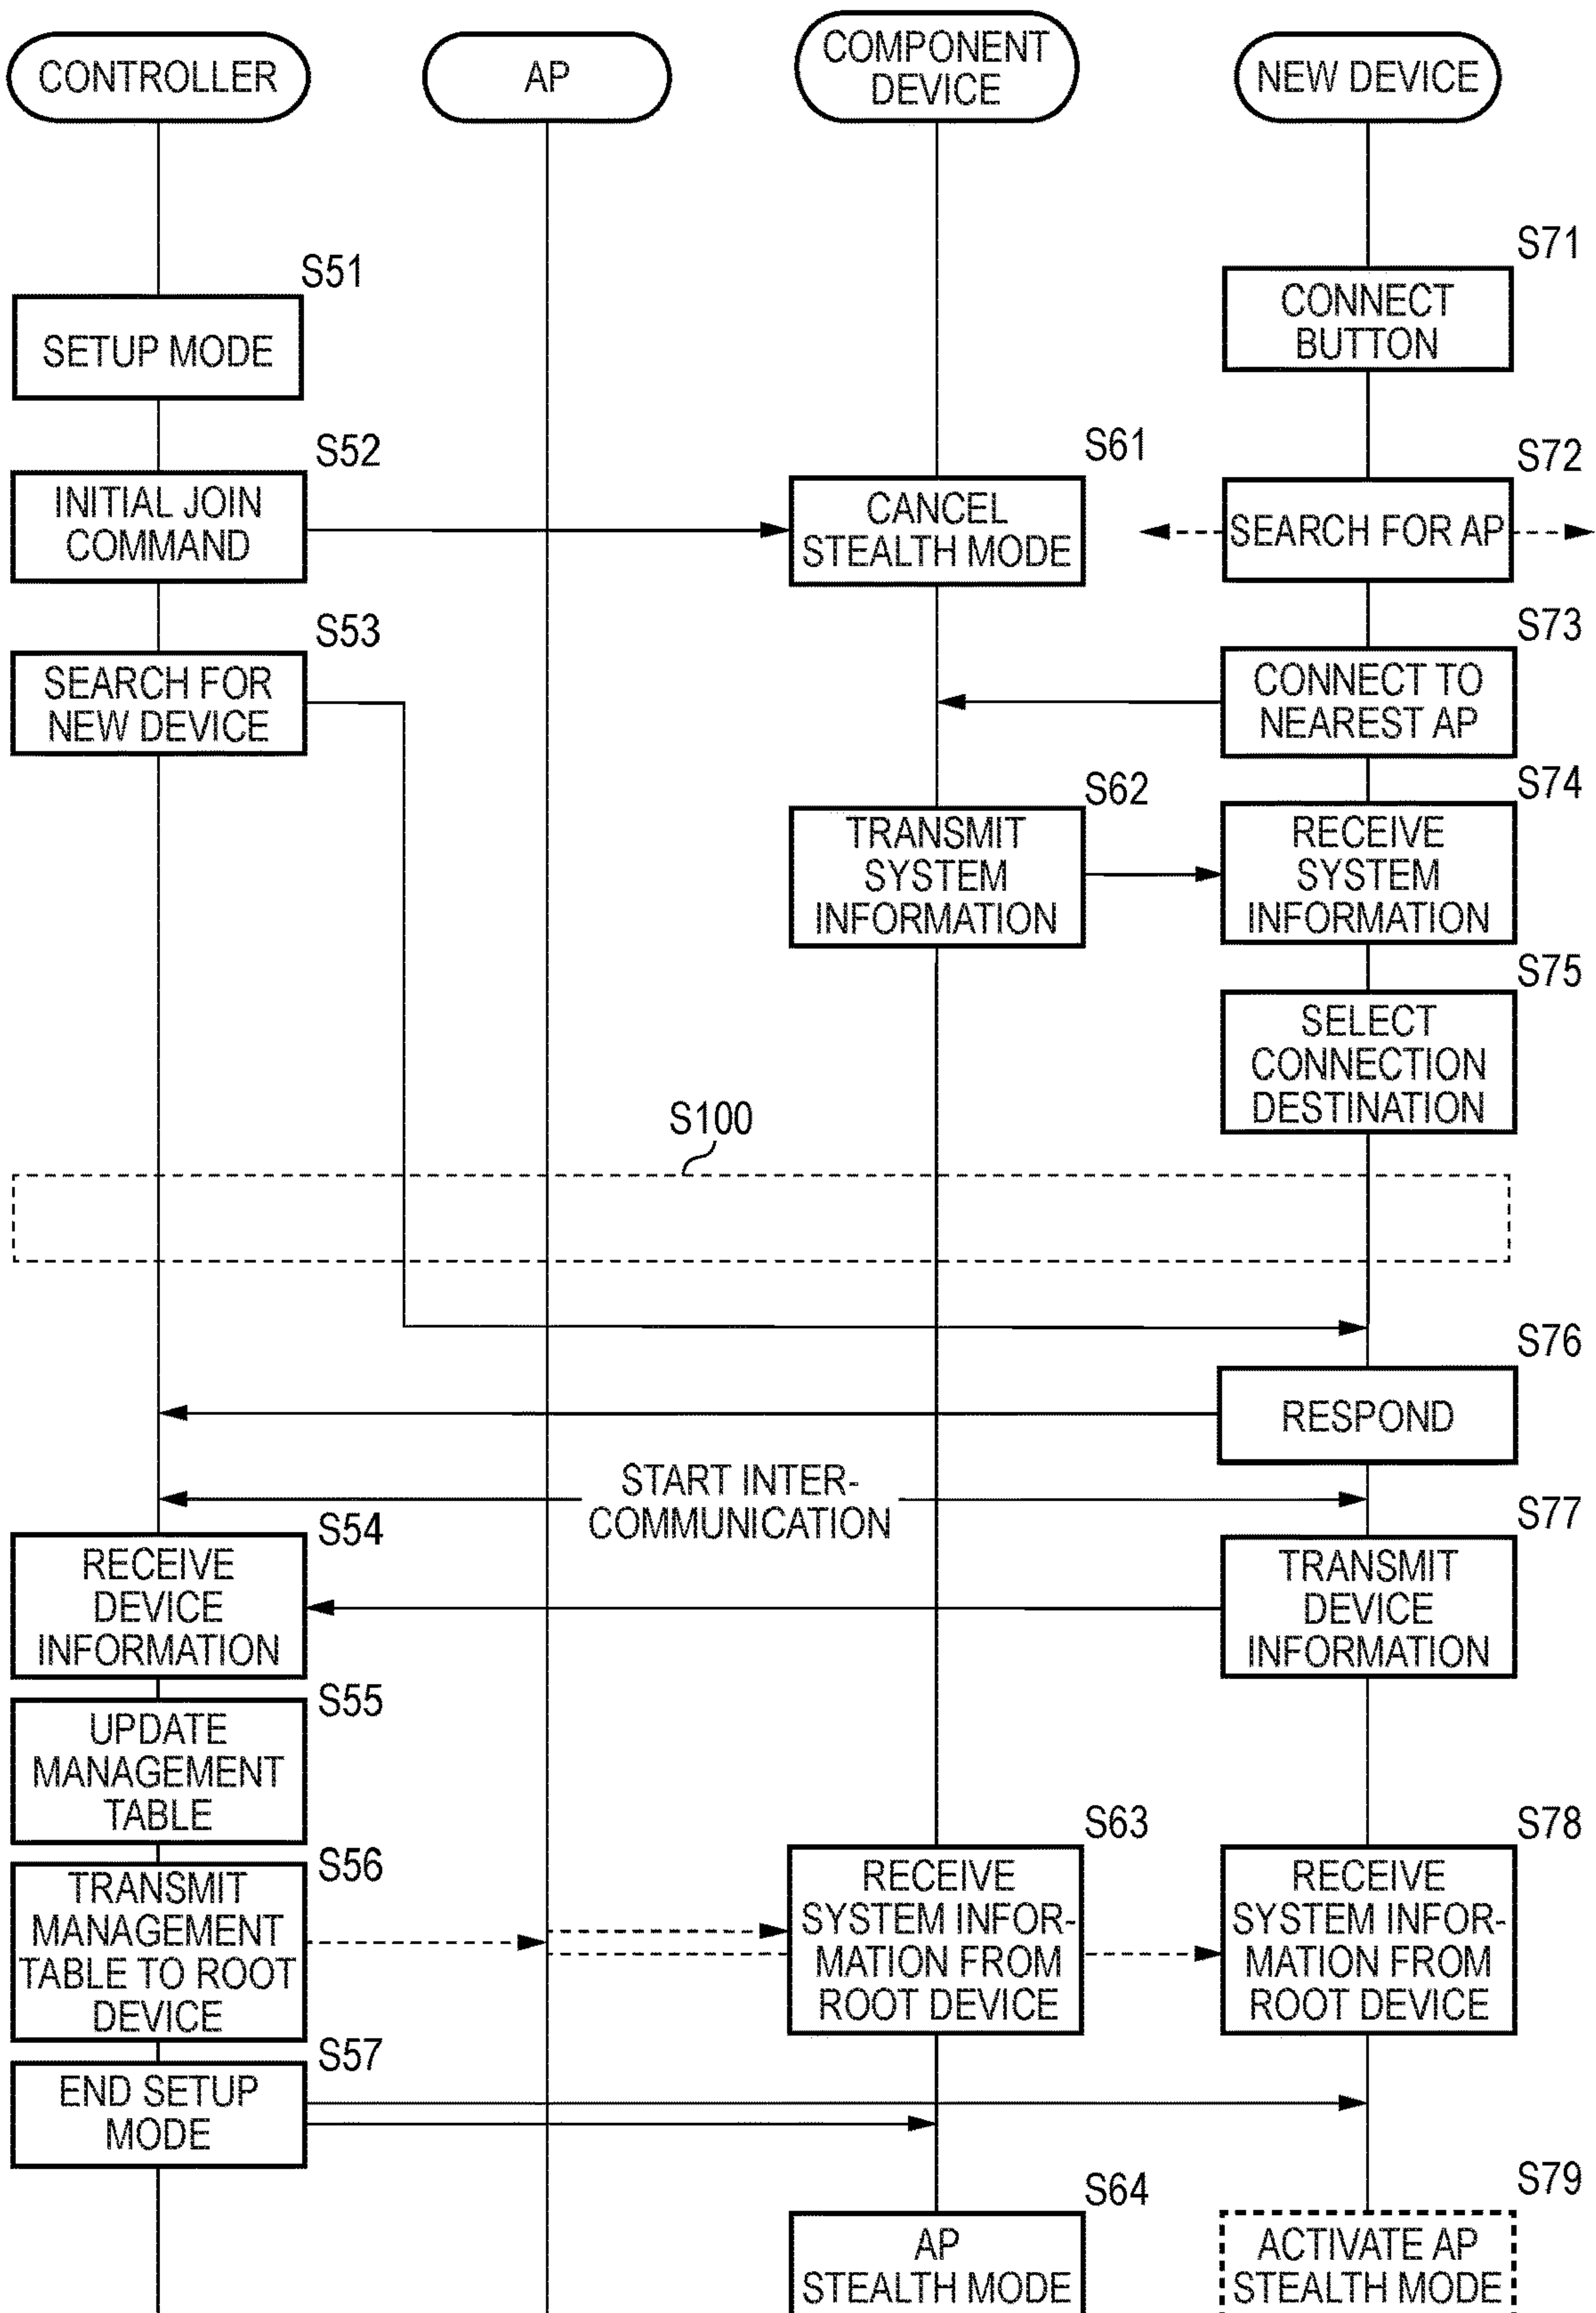 CONTROLLER
AP
COMPONENT
DEVICE
NEW DEVICE
S71
CONNECT
BUTTON
S51
SETUP MODE
S52
INITIAL JOIN
COMMAND
S61
CANCEL
STEALTH MODE
S72
SEARCH FOR AP
S53
SEARCH FOR
NEW DEVICE
S73
CONNECT TO
NEAREST AP
S62
TRANSMIT
SYSTEM
INFORMATION
S74
RECEIVE
SYSTEM
INFORMATION
S75
SELECT
CONNECTION
DESTINATION
S100
S76
RESPOND
START INTER-
COMMUNICATION
S54
RECEIVE
DEVICE
INFORMATION
S77
TRANSMIT
DEVICE
INFORMATION
S55
UPDATE
MANAGEMENT
TABLE
S56
TRANSMIT
MANAGEMENT
TABLE TO ROOT
DEVICE
S63
RECEIVE
SYSTEM INFOR-
MATION FROM
ROOT DEVICE
S78
RECEIVE
SYSTEM INFOR-
MATION FROM
ROOT DEVICE
S57
END SETUP
MODE
S64
AP
STEALTH MODE
S79
ACTIVATE AP
STEALTH MODE